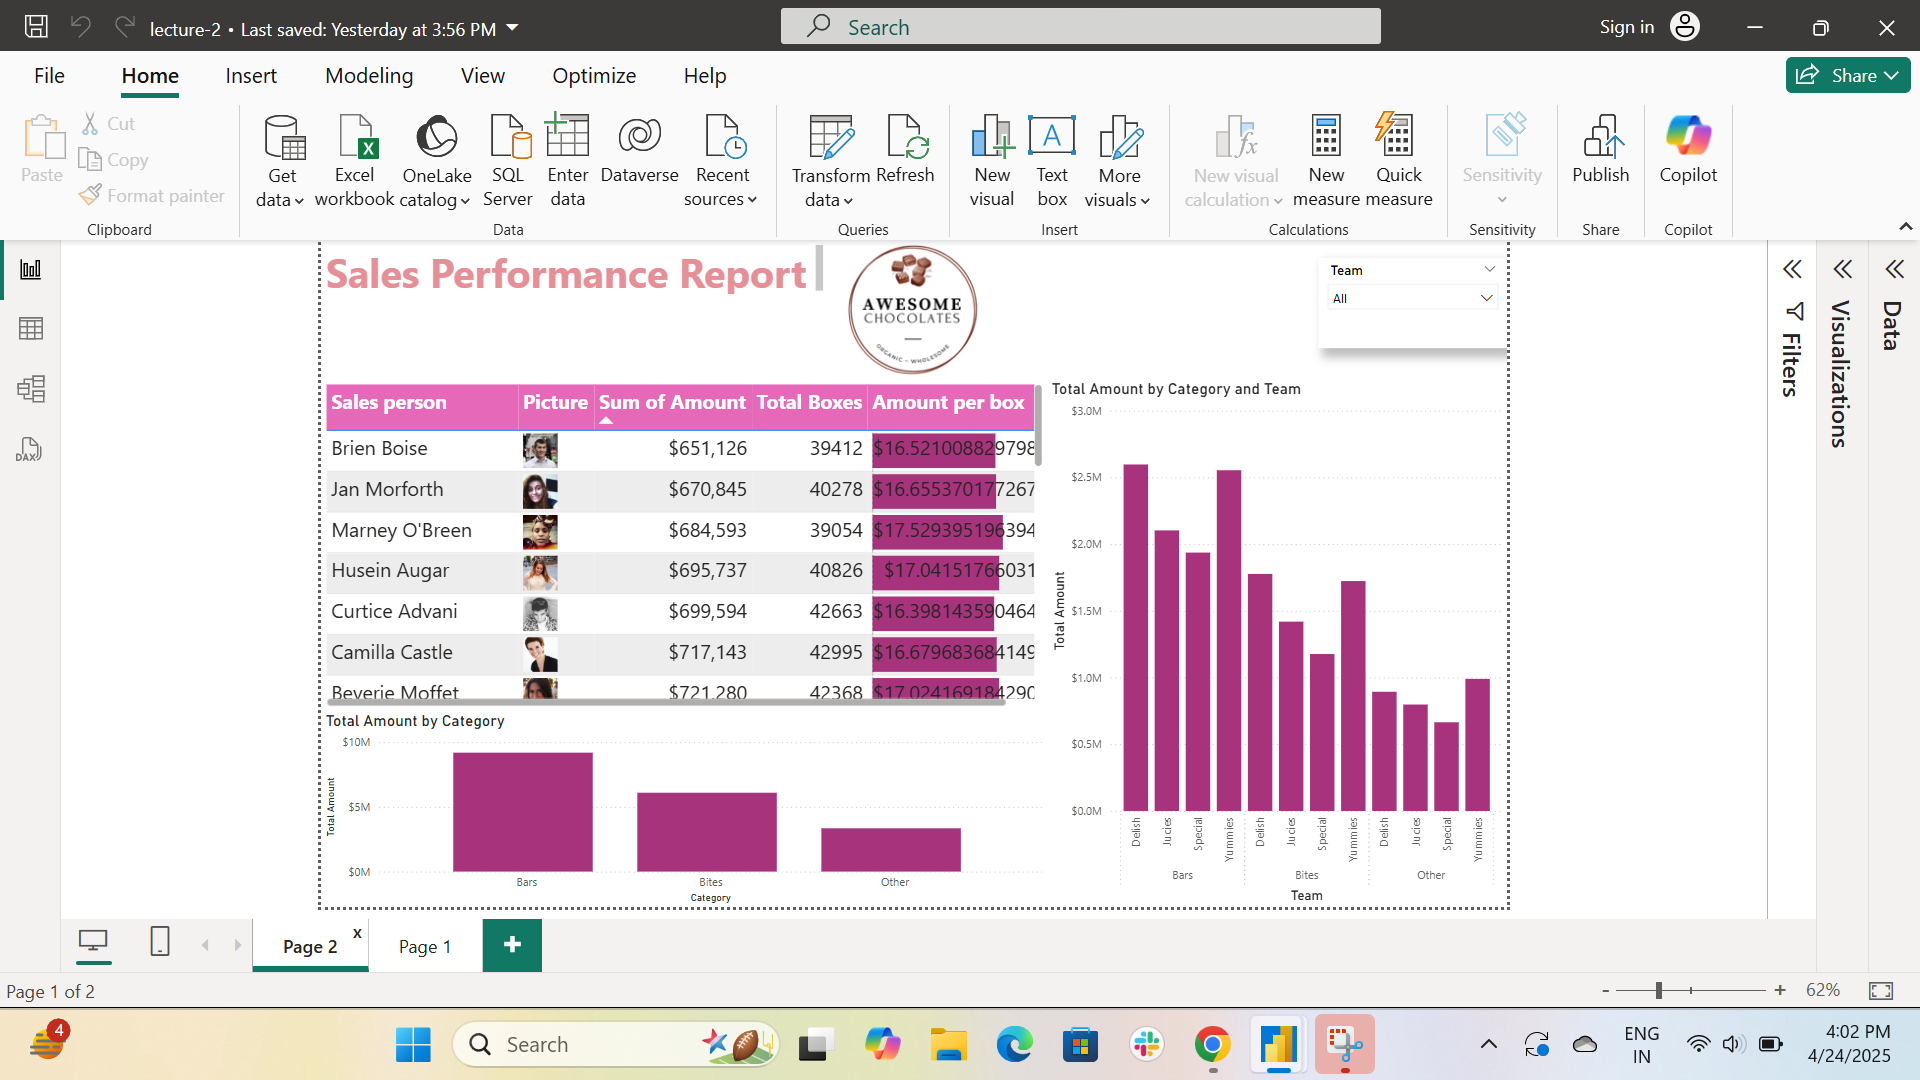 lecture-2 • Last saved: Yesterday at 3:56 PM
Search
Sign in
File Home Insert Modeling View Optimize Help
Share
Paste
Cut
Copy
Format painter
Clipboard
Get data
Excel workbook
OneLake catalog
SQL Server
Enter data
Dataverse
Recent sources
Data
Transform data
Refresh
Queries
New visual
Text box
More visuals
Insert
New visual calculation
New measure
Quick measure
Calculations
Sensitivity
Sensitivity
Publish
Share
Copilot
Copilot
DAX
Sales Performance Report
AWESOME
CHOCOLATES
ORGANIC - WHOLESOME
Team
All
Sales person Picture Sum of Amount Total Boxes Amount per box
Brien Boise $651,126 39412 $16.521008829798
Jan Morforth $670,845 40278 $16.655370177267
Marney O'Breen $684,593 39054 $17.529395196394
Husein Augar $695,737 40826 $17.04151766031
Curtice Advani $699,594 42663 $16.398143590464
Camilla Castle $717,143 42995 $16.679683684149
Beverie Moffet $721,280 42368 $17.024169184290
Total Amount by Category
Total Amount
$10M
$5M
$0M
Bars Bites Other
Category
Total Amount by Category and Team
Total Amount
$3.0M
$2.5M
$2.0M
$1.5M
$1.0M
$0.5M
$0.0M
Delish Jucies Special Yummies Delish Jucies Special Yummies Delish Jucies Special Yummies
Bars Bites Other
Team
Filters
Visualizations
Data
Page 2 x
Page 1
+
Page 1 of 2
- + 62%
4
Search
ENG
IN
4:02 PM
4/24/2025